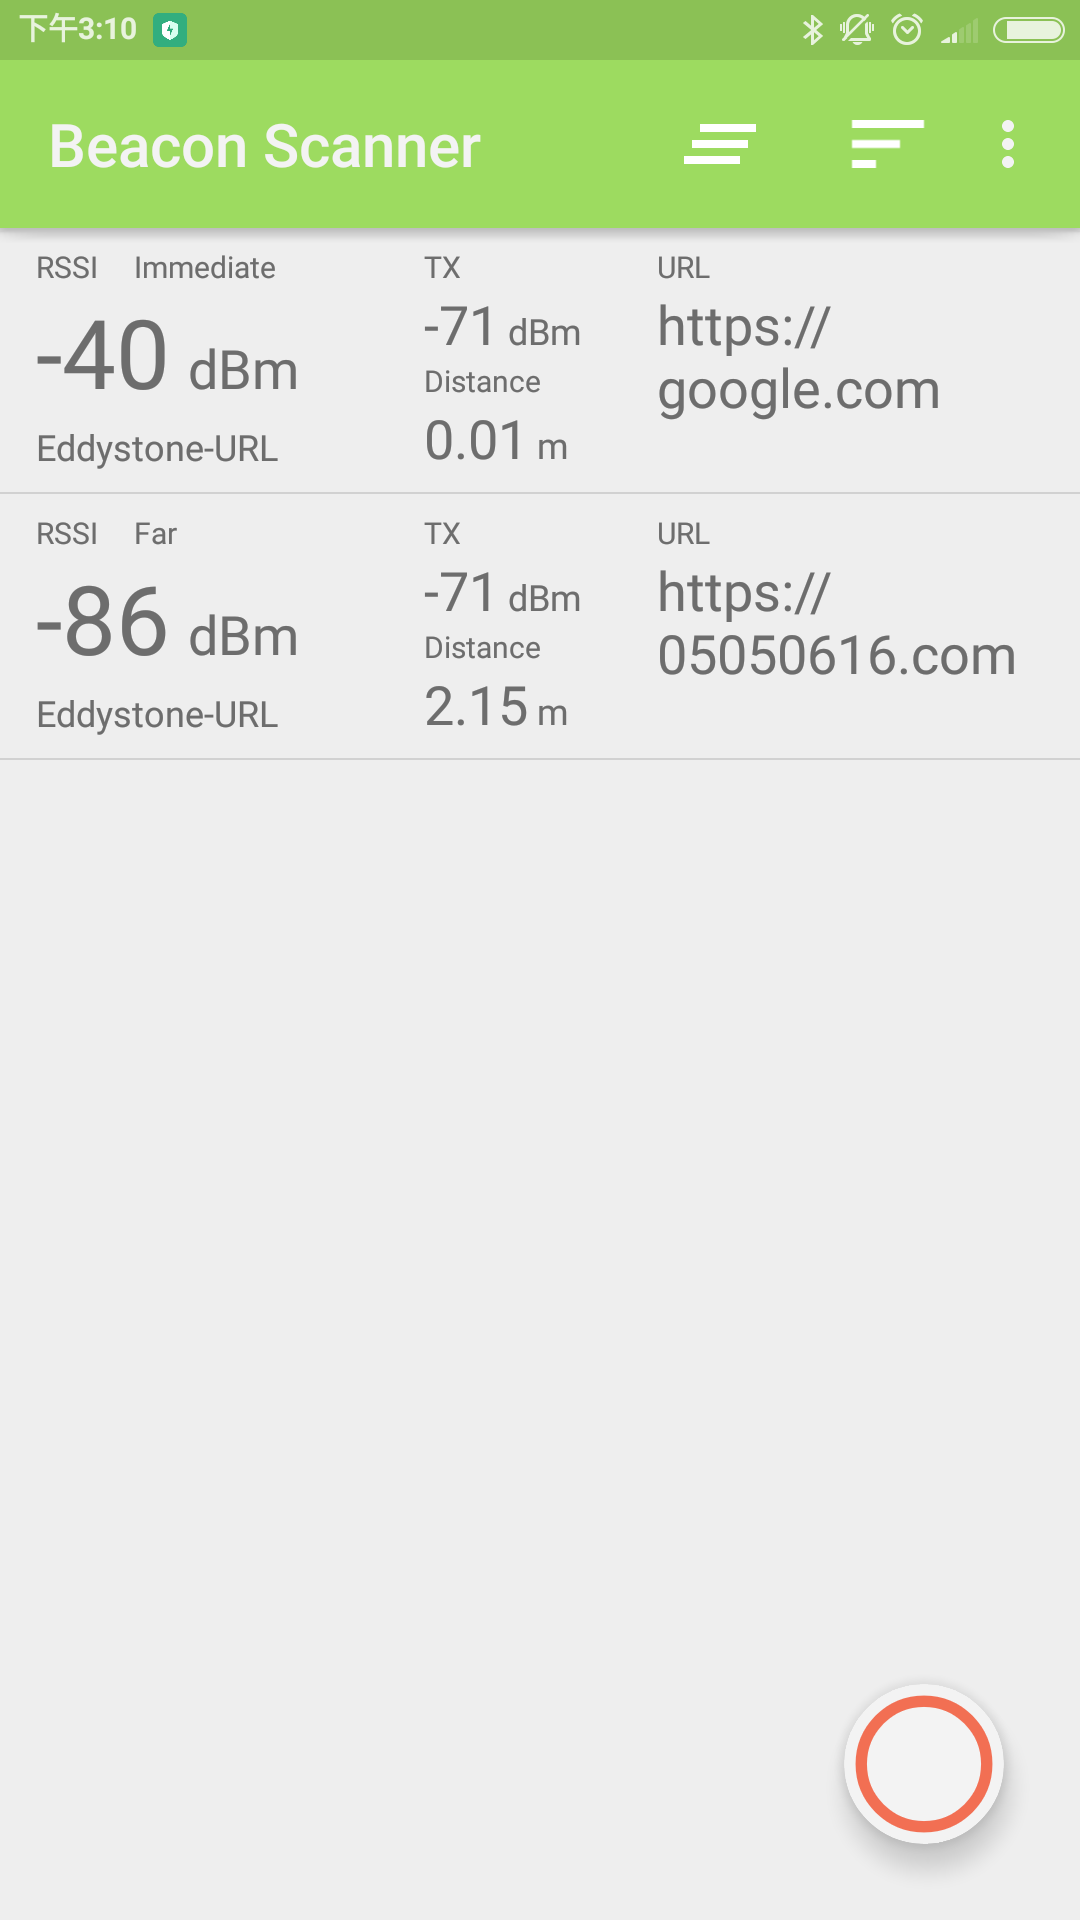 下午3:10
Beacon Scanner
RSSI Immediate
-40 dBm
Eddystone-URL
TX
-71 dBm
Distance
0.01 m
URL
https://
google.com
RSSI Far
-86 dBm
Eddystone-URL
TX
-71 dBm
Distance
2.15 m
URL
https://
05050616.com